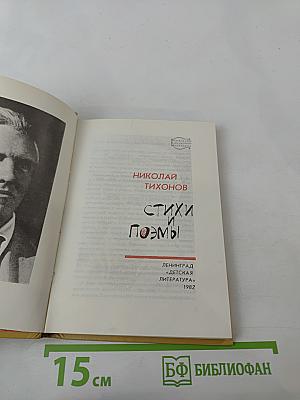 НИКОЛАЙ
ТИХОНОВ
СТИХИ
И
ПОЭМЫ
ЛЕНИНГРАД
«ДЕТСКАЯ
ЛИТЕРАТУРА»
1982
15 см
БФ БИБЛИОФАН